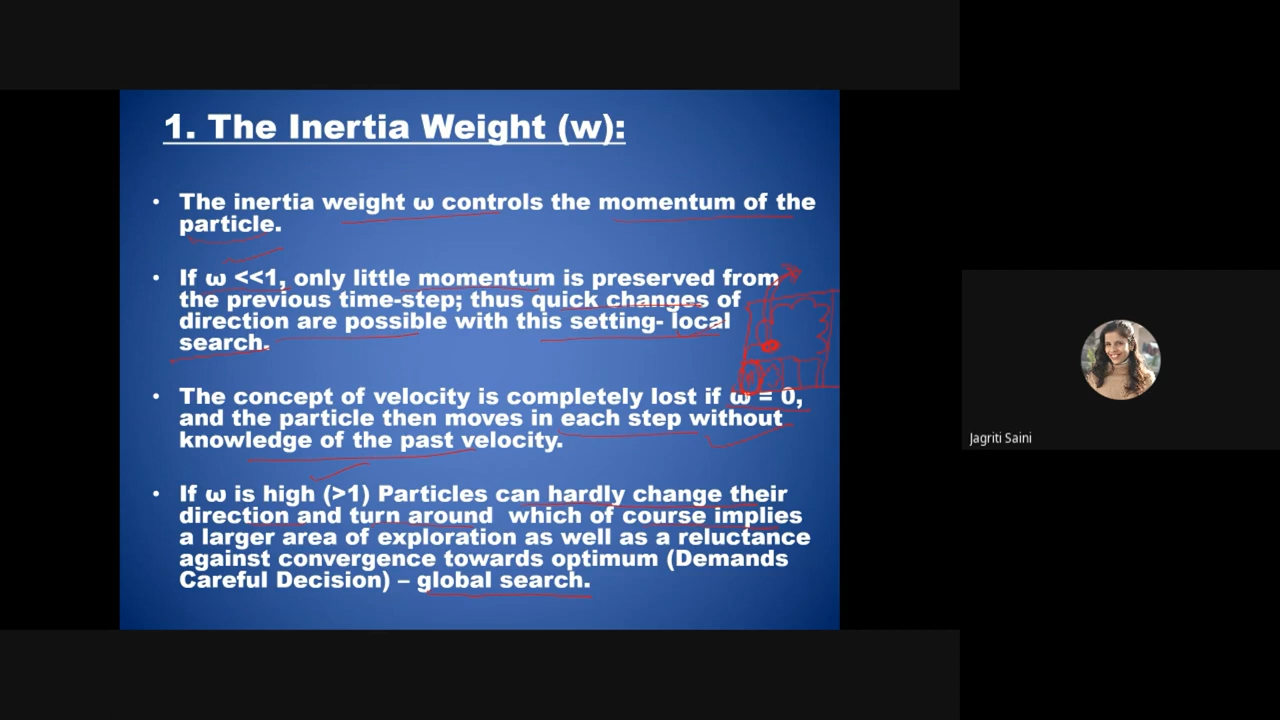 1. The Inertia Weight (w):
• The inertia weight ω controls the momentum of the
particle.
• If ω <<1, only little momentum is preserved from
the previous time-step; thus quick changes of
direction are possible with this setting- local
search.
• The concept of velocity is completely lost if ω = 0,
and the particle then moves in each step without
knowledge of the past velocity.
• If ω is high (>1) Particles can hardly change their
direction and turn around which of course implies
a larger area of exploration as well as a reluctance
against convergence towards optimum (Demands
Careful Decision) – global search.
Jagriti Saini